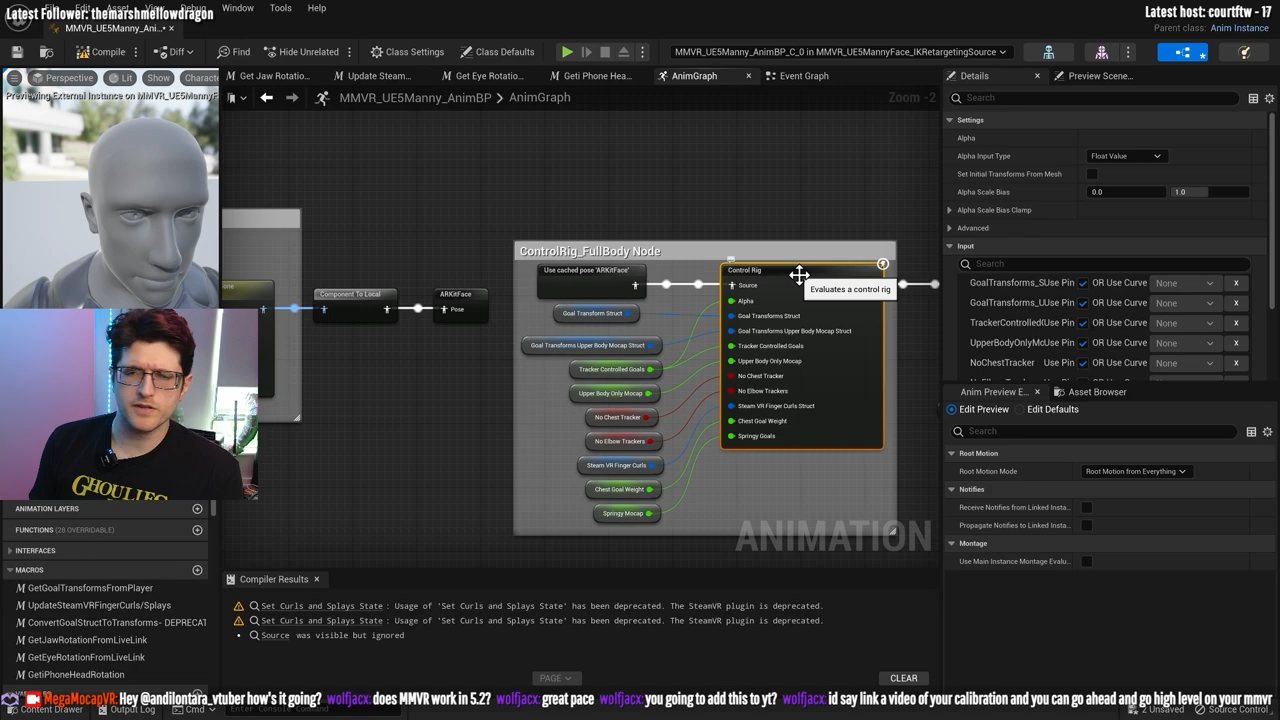 Latest Follower: themarshmellowdragon
Latest host: courtftw - 17
Window
Tools
Help
MMVR_UE5Manny_Ani...
Parent class: Anim Instance
Compile
Diff
Find
Hide Unrelated
Class Settings
Class Defaults
MMVR_UE5Manny_AnimBP_C_0 in MMVR_UE5MannyFace_IKRetargetingSource
Perspective
Lit
Show
Previewing External Instance on MMVR_UE5MannyF
Get Jaw Rotatio...
Update Steam...
Get Eye Rotatio...
Geti Phone Hea...
AnimGraph
Event Graph
MMVR_UE5Manny_AnimBP > AnimGraph
Zoom -2
Component To Local
ARKitFace
Pose
ControlRig_FullBody Node
Use cached pose 'ARKitFace'
Goal Transform Struct
Goal Transforms Upper Body Mocap Struct
Tracker Controlled Goals
Upper Body Only Mocap
No Chest Tracker
No Elbow Trackers
Steam VR Finger Curls
Chest Goal Weight
Springy Mocap
Control Rig
Source
Alpha
Goal Transforms Struct
Goal Transforms Upper Body Mocap Struct
Tracker Controlled Goals
Upper Body Only Mocap
No Chest Tracker
No Elbow Trackers
Steam VR Finger Curls Struct
Chest Goal Weight
Springy Goals
Evaluates a control rig
ANIMATION
Details
Preview Scene...
Search
Settings
Alpha
Alpha Input Type
Float Value
Set Initial Transforms From Mesh
Alpha Scale Bias
0.0
1.0
Alpha Scale Bias Clamp
Advanced
Input
Search
GoalTransforms_S Use Pin OR Use Curve None X
GoalTransforms_U Use Pin OR Use Curve None X
TrackerControlled Use Pin OR Use Curve None X
UpperBodyOnlyMo Use Pin OR Use Curve None X
NoChestTracker Use Pin OR Use Curve None X
Anim Preview E...
Asset Browser
Edit Preview
Edit Defaults
Search
Root Motion
Root Motion Mode
Root Motion from Everything
Notifies
Receive Notifies from Linked Insta...
Propagate Notifies to Linked Insta...
Montage
Use Main Instance Montage Evalu...
GHOULIES
ANIMATION LAYERS
FUNCTIONS (28 OVERRIDABLE)
INTERFACES
MACROS
GetGoalTransformsFromPlayer
UpdateSteamVRFingerCurls/Splays
ConvertGoalStructToTransforms- DEPRECAT
GetJawRotationFromLiveLink
GetEyeRotationFromLiveLink
GetiPhoneHeadRotation
Compiler Results
Set Curls and Splays State : Usage of 'Set Curls and Splays State' has been deprecated. The SteamVR plugin is deprecated.
Set Curls and Splays State : Usage of 'Set Curls and Splays State' has been deprecated. The SteamVR plugin is deprecated.
Source was visible but ignored
PAGE
CLEAR
MegaMocapVR: Hey @andilontara_vtuber how's it going? wolfjacx: does MMVR work in 5.2? wolfjacx: great pace wolfjacx: you going to add this to yt? wolfjacx: id say link a video of your calibration and you can go ahead and go high level on your mmvr
Content Drawer
Output Log
Cmd
Enter Console Command
2 Unsaved
Source Control